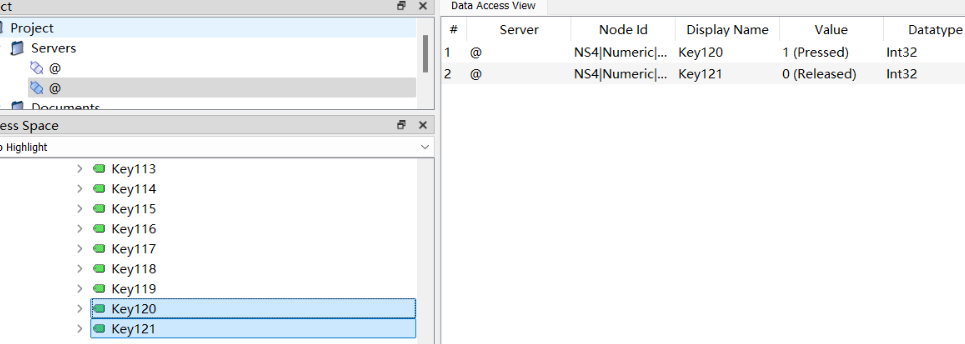 ct
Project
Servers
@
@
Documents
ess Space
o Highlight
Key113
Key114
Key115
Key116
Key117
Key118
Key119
Key120
Key121
Data Access View
# Server Node Id Display Name Value Datatype
1 @ NS4|Numeric|... Key120 1 (Pressed) Int32
2 @ NS4|Numeric|... Key121 0 (Released) Int32